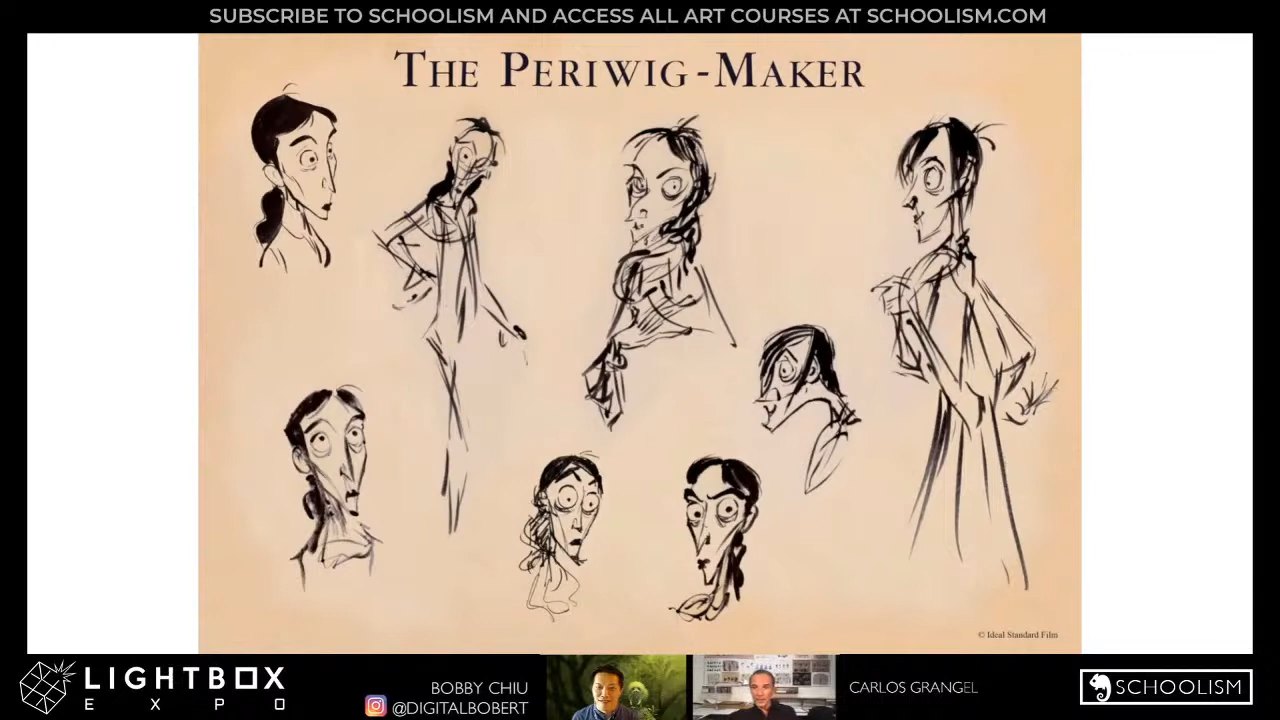 SUBSCRIBE TO SCHOOLISM AND ACCESS ALL ART COURSES AT SCHOOLISM.COM
THE PERIWIG-MAKER
© Ideal Standard Film
LIGHTBOX
EXPO
BOBBY CHIU
@DIGITALBOBERT
CARLOS GRANGEL
SCHOOLISM